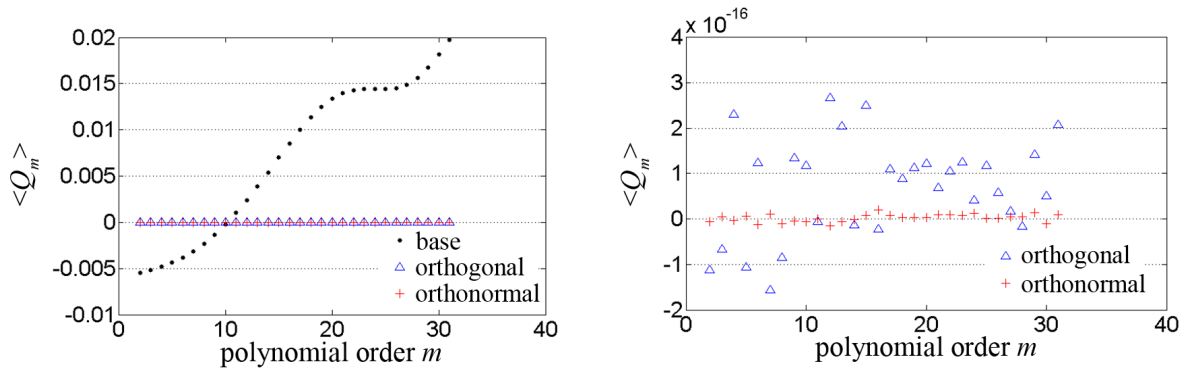 0.02
0.015
0.01
0.005
0
-0.005
-0.01
<Q_m>
0 10 20 30 40
polynomial order m
base
orthogonal
orthonormal
4 x 10^-16
3
2
1
0
-1
-2
<Q_m>
0 10 20 30 40
polynomial order m
orthogonal
orthonormal